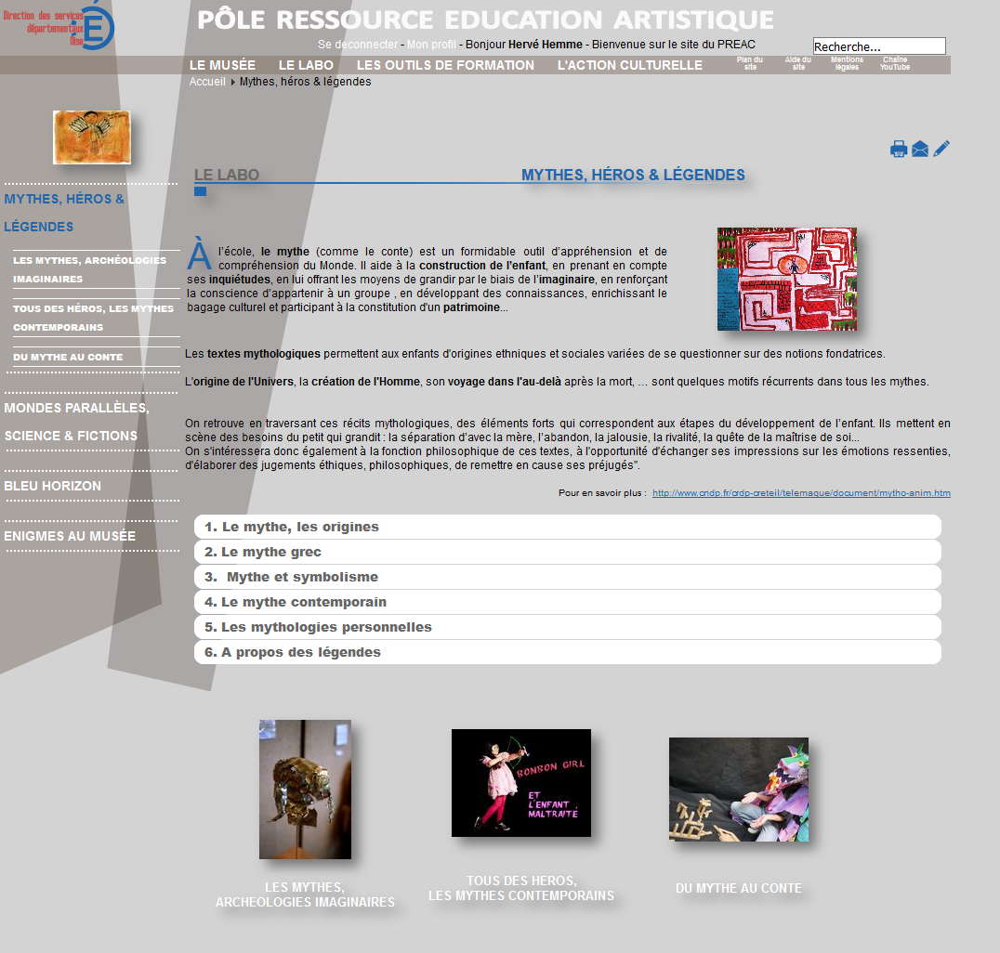 Direction des services
départementaux
Oise
É
PÔLE RESSOURCE EDUCATION ARTISTIQUE
Se deconnecter - Mon profil - Bonjour Hervé Hemme - Bienvenue sur le site du PREAC
Recherche...
LE MUSÉE LE LABO LES OUTILS DE FORMATION L'ACTION CULTURELLE
Plan du site
Aide du site
Mentions légales
Chaîne YouTube
Accueil Mythes, héros & légendes
LE LABO MYTHES, HÉROS & LÉGENDES
MYTHES, HÉROS &
LÉGENDES
LES MYTHES, ARCHÉOLOGIES
IMAGINAIRES
TOUS DES HÉROS, LES MYTHES
CONTEMPORAINS
DU MYTHE AU CONTE
MONDES PARALLÈLES,
SCIENCE & FICTIONS
BLEU HORIZON
ENIGMES AU MUSÉE
À l'école, le mythe (comme le conte) est un formidable outil d'appréhension et de
compréhension du Monde. Il aide à la construction de l'enfant, en prenant en compte
ses inquiétudes, en lui offrant les moyens de grandir par le biais de l'imaginaire, en renforçant
la conscience d'appartenir à un groupe , en développant des connaissances, enrichissant le
bagage culturel et participant à la constitution d'un patrimoine...
Les textes mythologiques permettent aux enfants d'origines ethniques et sociales variées de se questionner sur des notions fondatrices.
L'origine de l'Univers, la création de l'Homme, son voyage dans l'au-delà après la mort, … sont quelques motifs récurrents dans tous les mythes.
On retrouve en traversant ces récits mythologiques, des éléments forts qui correspondent aux étapes du développement de l'enfant. Ils mettent en
scène des besoins du petit qui grandit : la séparation d'avec la mère, l'abandon, la jalousie, la rivalité, la quête de la maîtrise de soi...
On s'intéressera donc également à la fonction philosophique de ces textes, à l'opportunité d'échanger ses impressions sur les émotions ressenties,
d'élaborer des jugements éthiques, philosophiques, de remettre en cause ses préjugés".
Pour en savoir plus : http://www.cndp.fr/crdp-creteil/telemaque/document/mytho-anim.htm
1. Le mythe, les origines
2. Le mythe grec
3. Mythe et symbolisme
4. Le mythe contemporain
5. Les mythologies personnelles
6. A propos des légendes
BONBON GIRL
ET
L'ENFANT
MALTRAITÉ
LES MYTHES,
ARCHEOLOGIES IMAGINAIRES
TOUS DES HEROS,
LES MYTHES CONTEMPORAINS
DU MYTHE AU CONTE